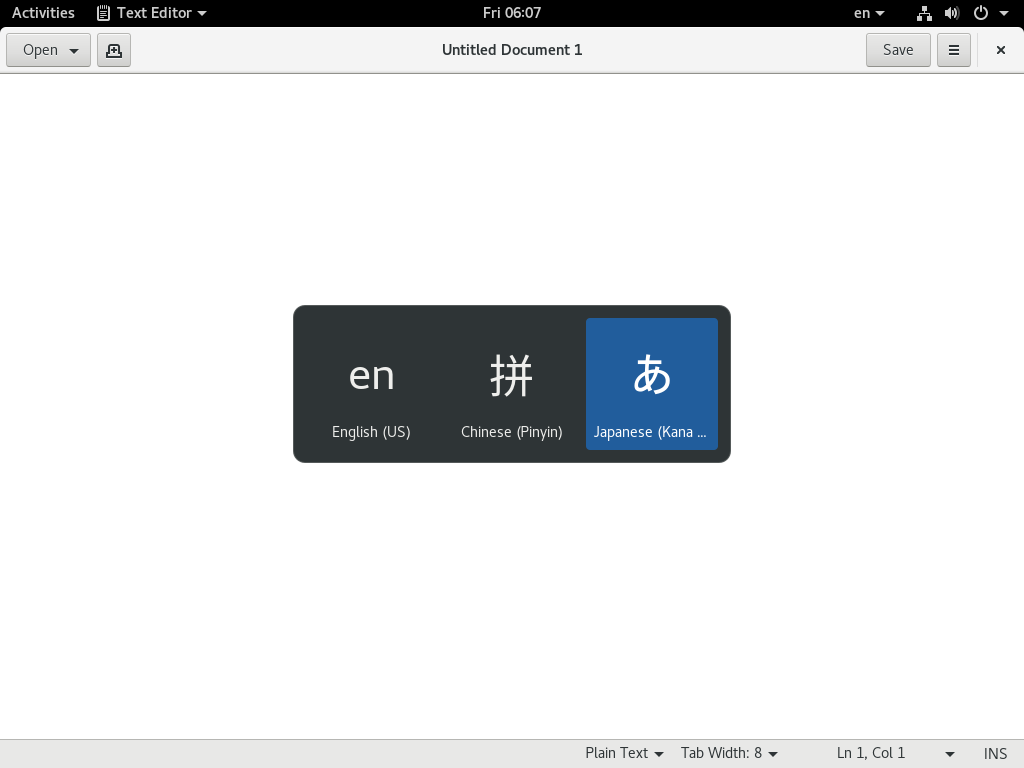 Activities Text Editor Fri 06:07 en
Open Untitled Document 1 Save
en 拼 あ
English (US) Chinese (Pinyin) Japanese (Kana ...
Plain Text Tab Width: 8 Ln 1, Col 1 INS